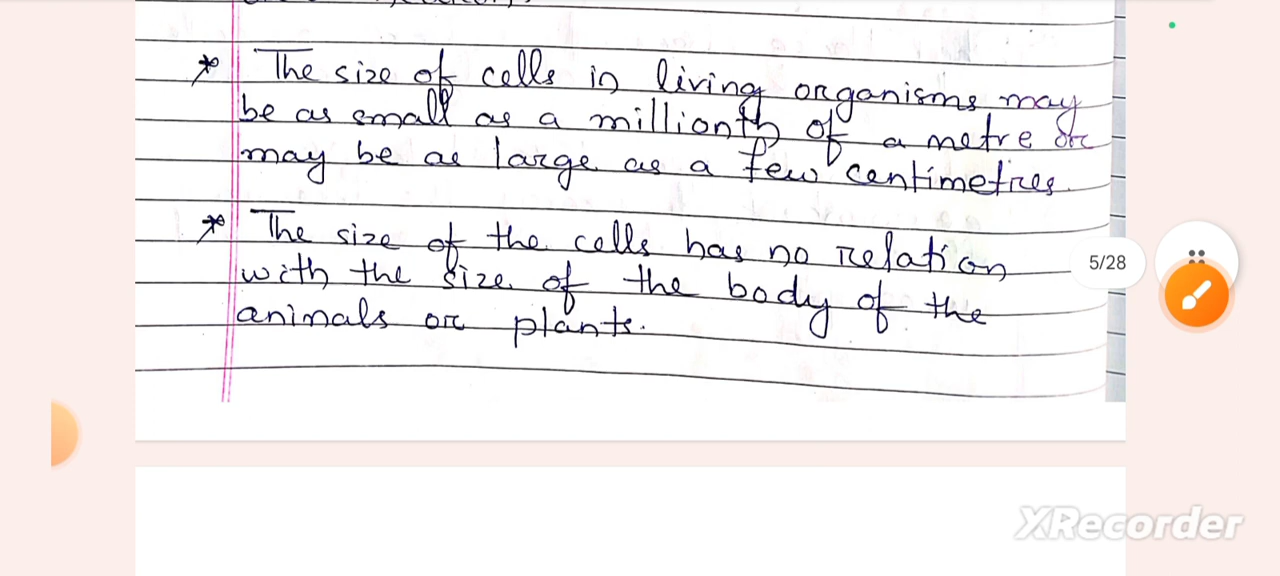 * The size of cells in living organisms may
be as small as a millionth of a metre or
may be as large as a few centimetres.
* The size of the cells has no relation
with the size of the body of the
animals or plants.
5/28
XRecorder